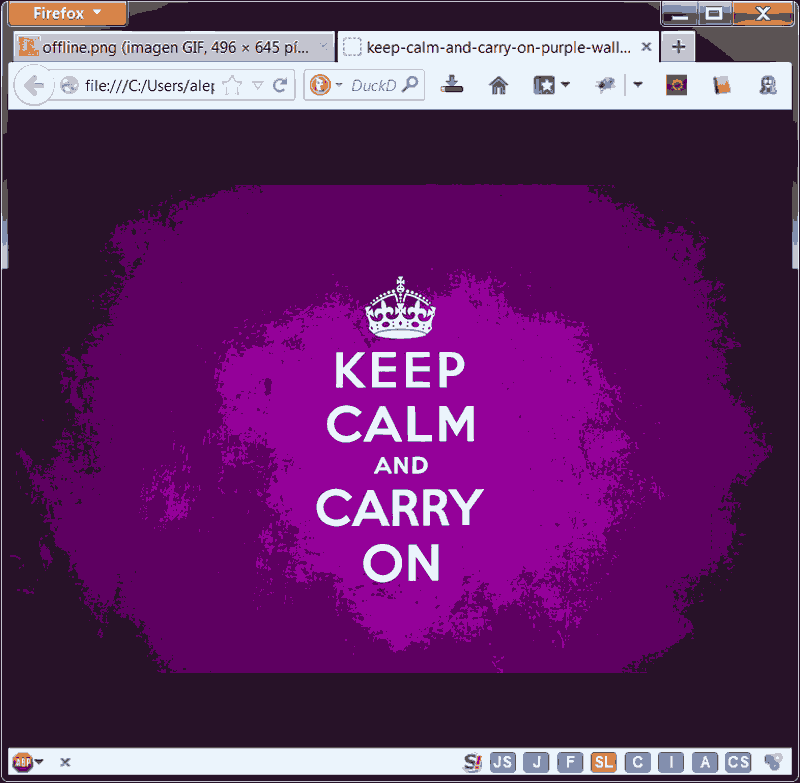 Firefox
offline.png (imagen GIF, 496 × 645 pí...
keep-calm-and-carry-on-purple-wall...
file:///C:/Users/alep
DuckD
KEEP
CALM
AND
CARRY
ON
ABP
S! JS J F SL C I A CS